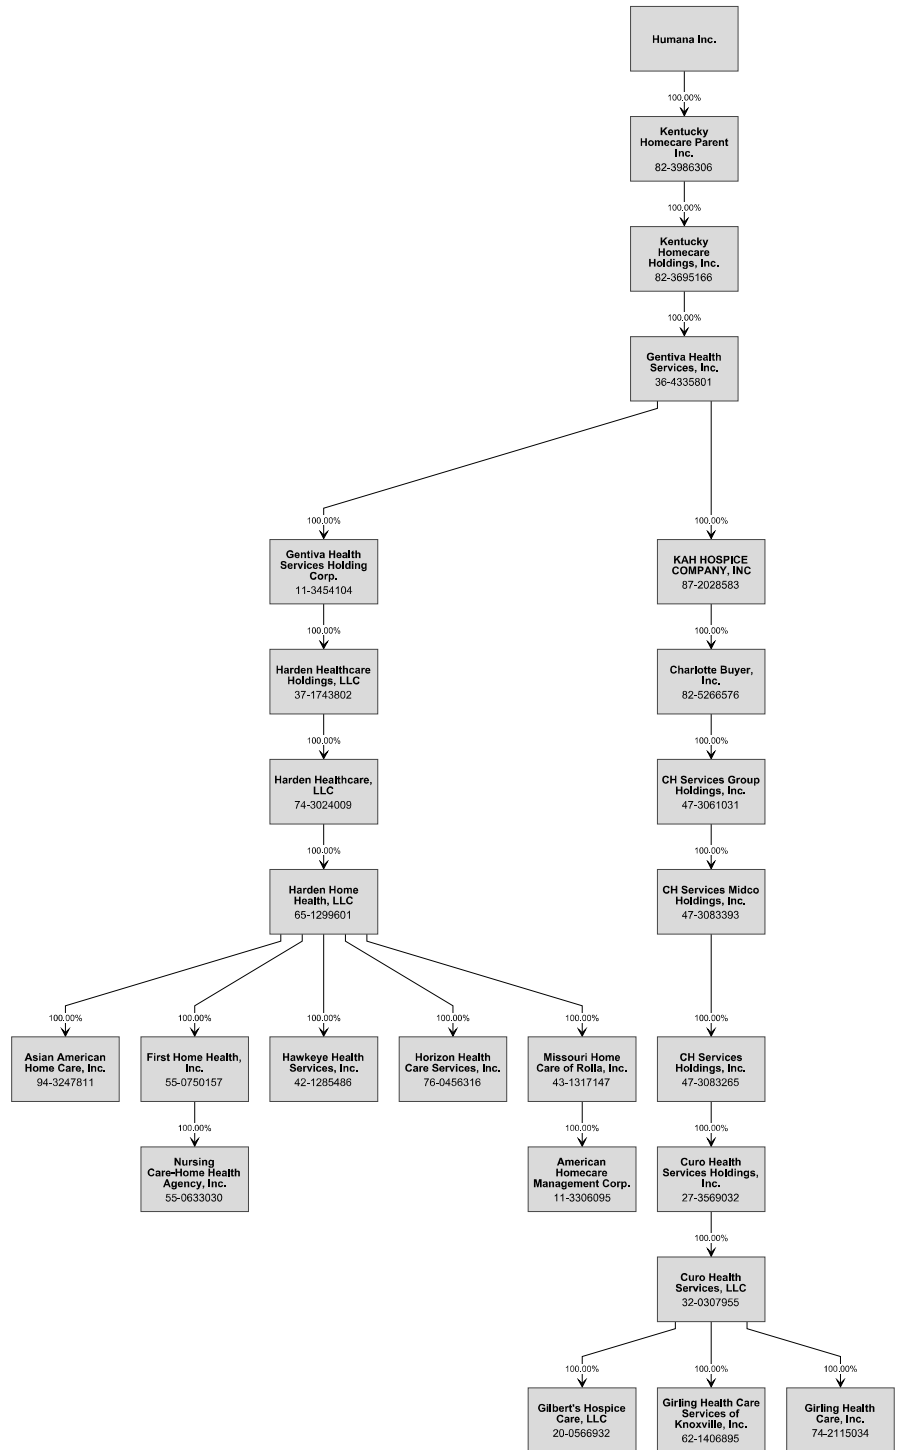 Humana Inc.
100.00%
Kentucky
Homecare Parent
Inc.
82-3986306
100.00%
Kentucky
Homecare
Holdings, Inc.
82-3695166
100.00%
Gentiva Health
Services, Inc.
36-4335801
100.00%
Gentiva Health
Services Holding
Corp.
11-3454104
100.00%
KAH HOSPICE
COMPANY, INC
87-2028583
100.00%
Harden Healthcare
Holdings, LLC
37-1743802
100.00%
Charlotte Buyer,
Inc.
82-5266576
100.00%
Harden Healthcare,
LLC
74-3024009
100.00%
CH Services Group
Holdings, Inc.
47-3061031
100.00%
Harden Home
Health, LLC
65-1299601
100.00%
CH Services Midco
Holdings, Inc.
47-3083393
100.00%
Asian American
Home Care, Inc.
94-3247811
100.00%
First Home Health,
Inc.
55-0750157
100.00%
Hawkeye Health
Services, Inc.
42-1285486
100.00%
Horizon Health
Care Services, Inc.
76-0456316
100.00%
Missouri Home
Care of Rolla, Inc.
43-1317147
100.00%
CH Services
Holdings, Inc.
47-3083265
100.00%
Nursing
Care-Home Health
Agency, Inc.
55-0633030
100.00%
American
Homecare
Management Corp.
11-3306095
100.00%
Curo Health
Services Holdings,
Inc.
27-3569032
100.00%
Curo Health
Services, LLC
32-0307955
100.00%
Gilbert's Hospice
Care, LLC
20-0566932
100.00%
Girling Health Care
Services of
Knoxville, Inc.
62-1406895
100.00%
Girling Health
Care, Inc.
74-2115034